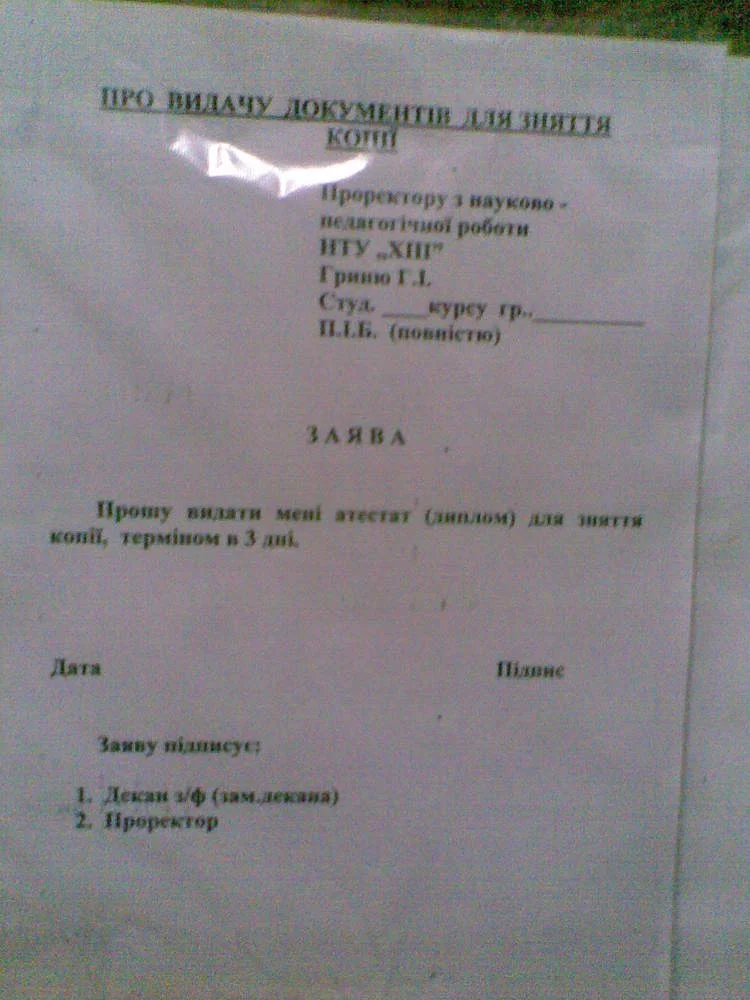 ПРО ВИДАЧУ ДОКУМЕНТІВ ДЛЯ ЗНЯТТЯ
КОПІЇ
Проректору з науково -
педагогічної роботи
НТУ „ХПІ”
Гриню Г.І.
Студ. ____курсу гр..__________
П.І.Б. (повністю)
З А Я В А
Прошу видати мені атестат (диплом) для зняття
копії, терміном в 3 дні.
Дата Підпис
Заяву підписує:
1. Декан з/ф (зам.декана)
2. Проректор